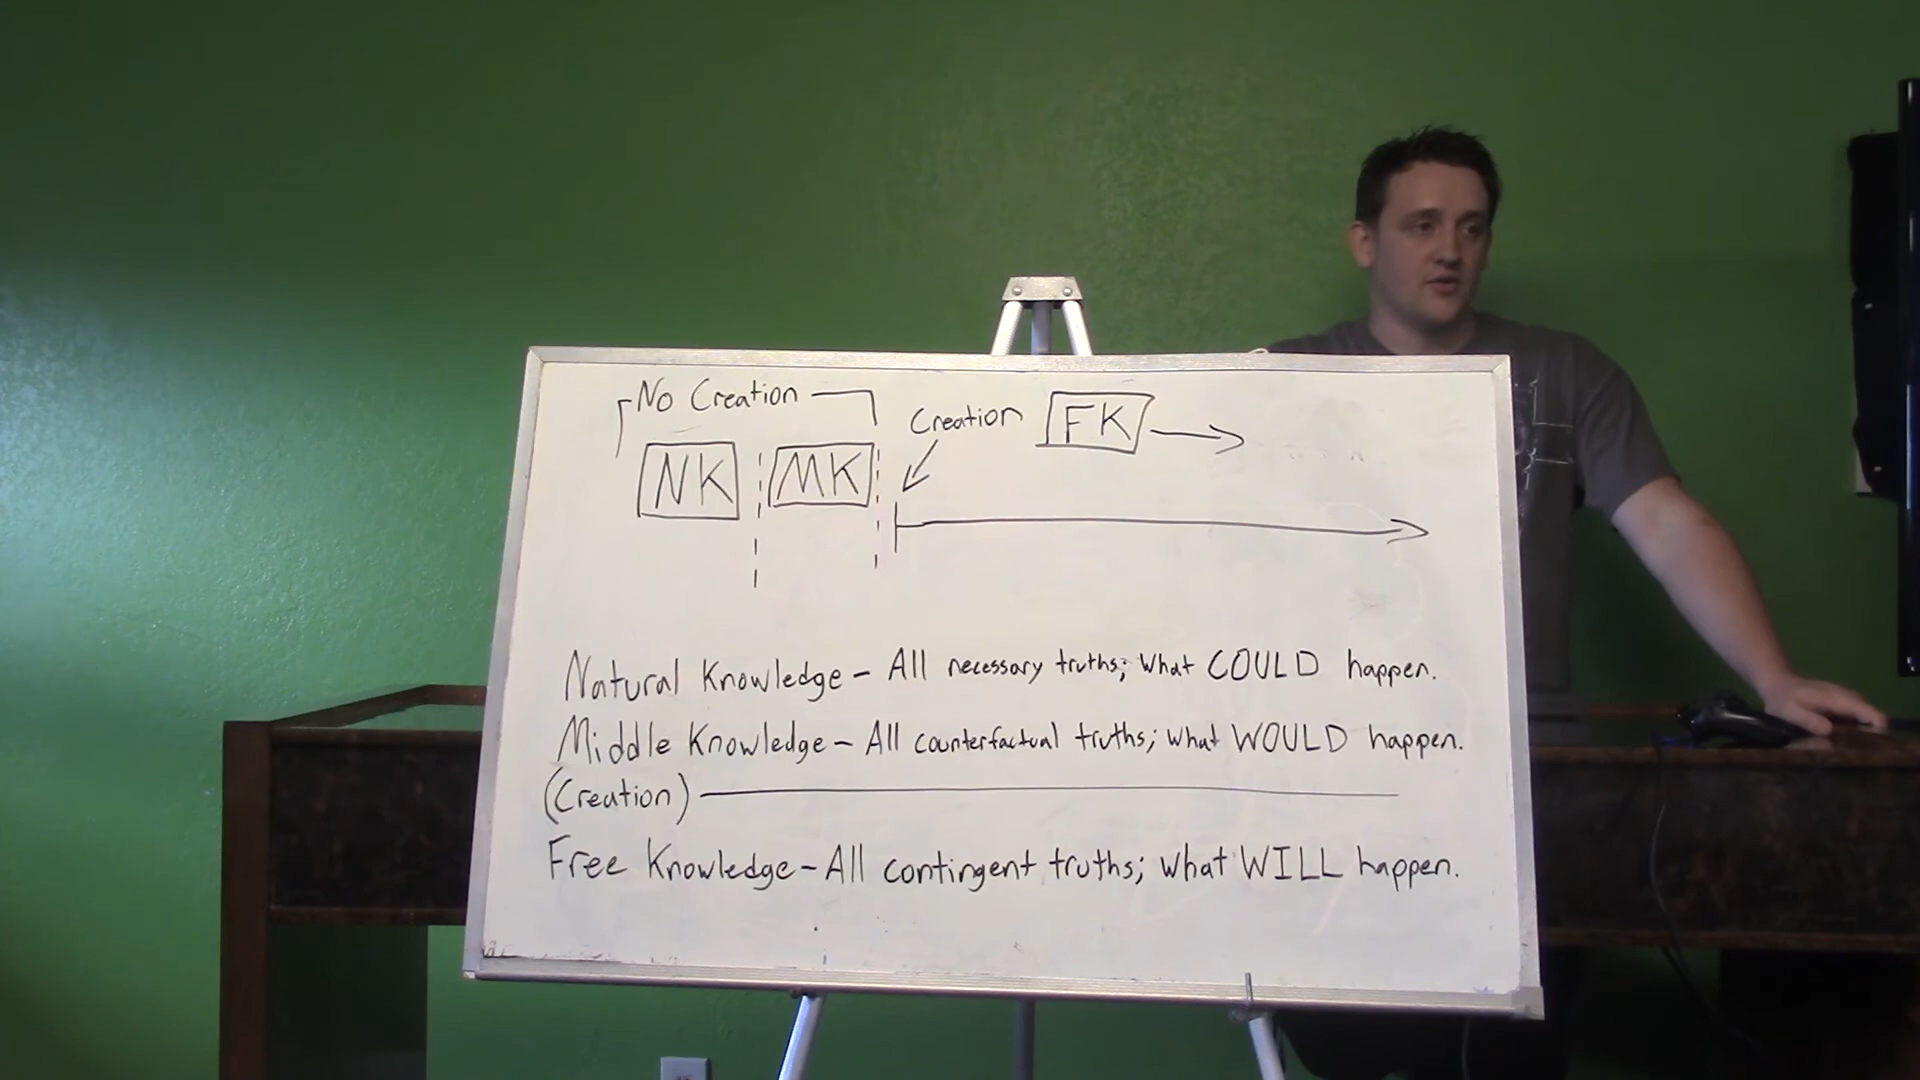 No Creation
Creation
FK
NK
MK
Natural Knowledge - All necessary truths; what COULD happen.
Middle Knowledge - All counterfactual truths; what WOULD happen.
(Creation)
Free Knowledge - All contingent truths; what WILL happen.